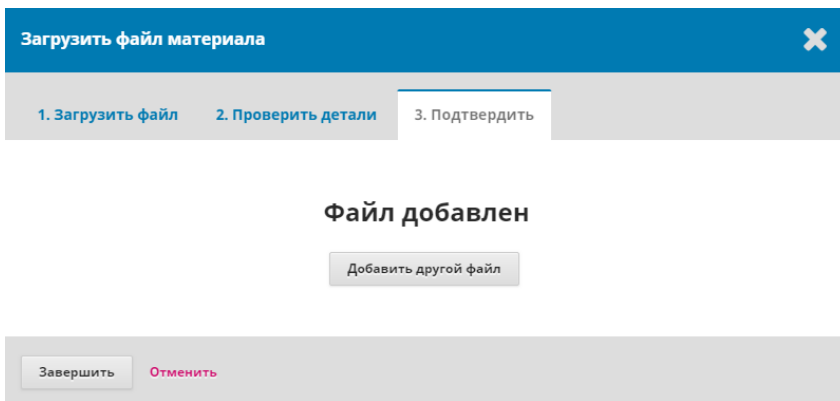 Загрузить файл материала
1. Загрузить файл 2. Проверить детали 3. Подтвердить
Файл добавлен
Добавить другой файл
Завершить Отменить